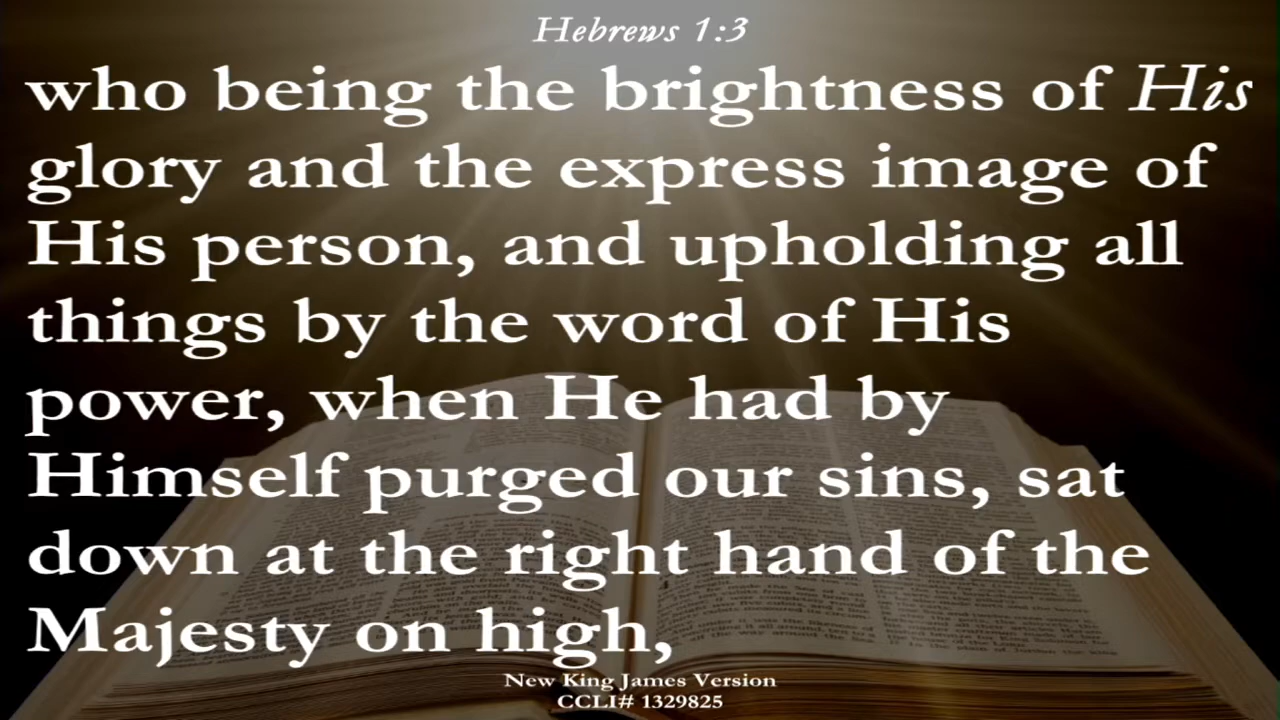 Hebrews 1:3
who being the brightness of His
glory and the express image of
His person, and upholding all
things by the word of His
power, when He had by
Himself purged our sins, sat
down at the right hand of the
Majesty on high,
New King James Version
CCLI# 1329825